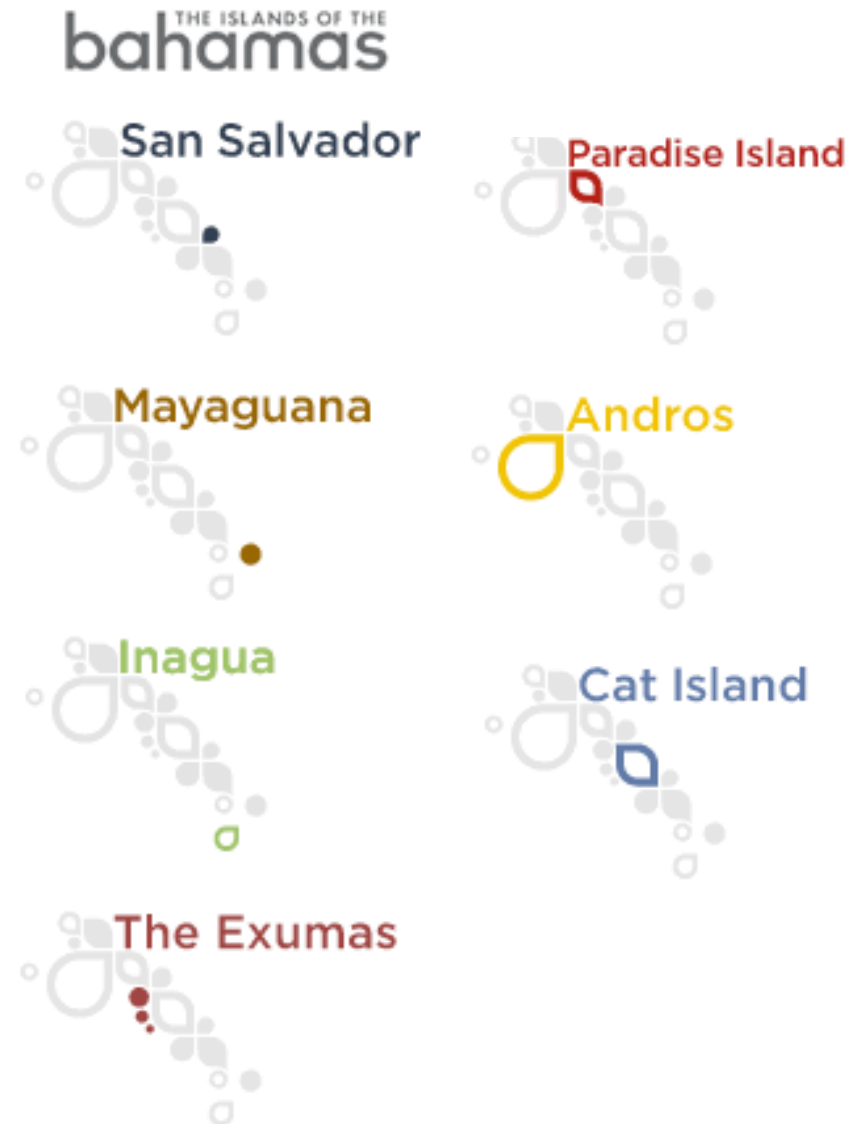 THE ISLANDS OF THE
bahamas
San Salvador
Paradise Island
Mayaguana
Andros
Inagua
Cat Island
The Exumas